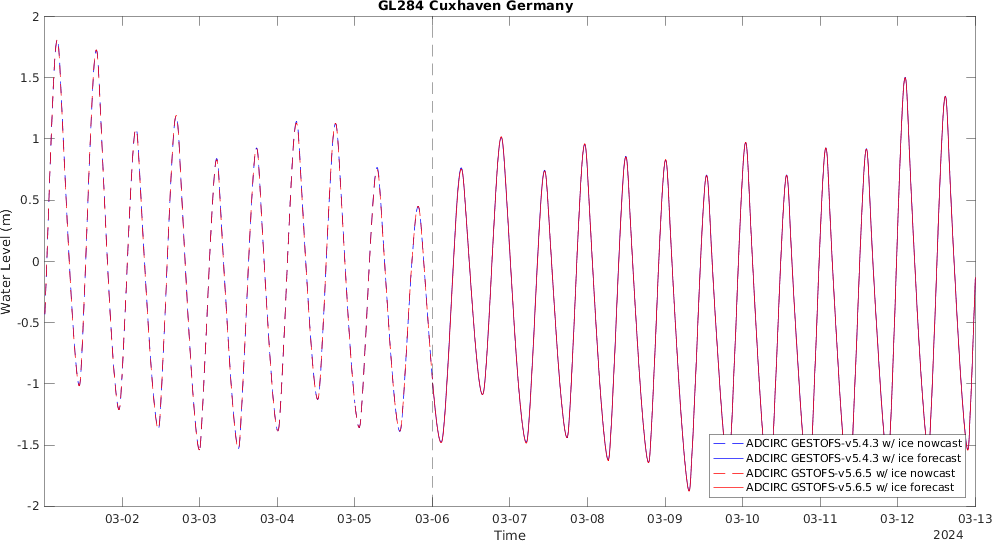 GL284 Cuxhaven Germany
2
1.5
1
0.5
0
-0.5
-1
-1.5
-2
Water Level (m)
03-02 03-03 03-04 03-05 03-06 03-07 03-08 03-09 03-10 03-11 03-12 03-13
Time
2024
ADCIRC GESTOFS-v5.4.3 w/ ice nowcast
ADCIRC GESTOFS-v5.4.3 w/ ice forecast
ADCIRC GSTOFS-v5.6.5 w/ ice nowcast
ADCIRC GSTOFS-v5.6.5 w/ ice forecast